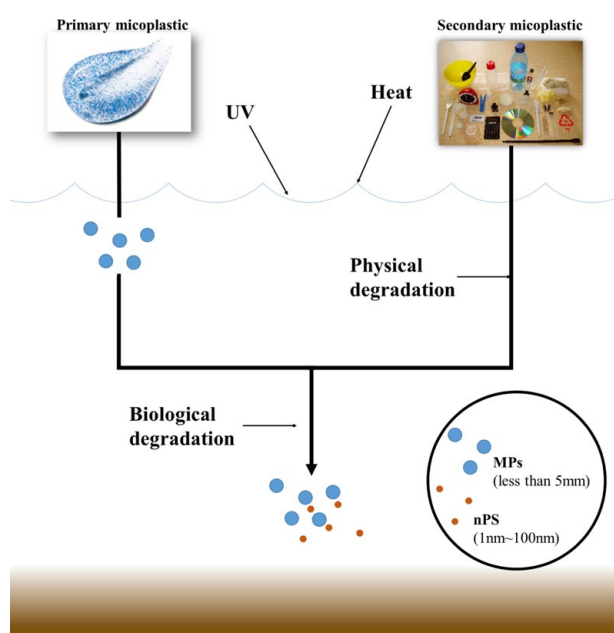 Primary micoplastic
Secondary micoplastic
UV
Heat
Physical
degradation
Biological
degradation
MPs
(less than 5mm)
nPS
(1nm~100nm)